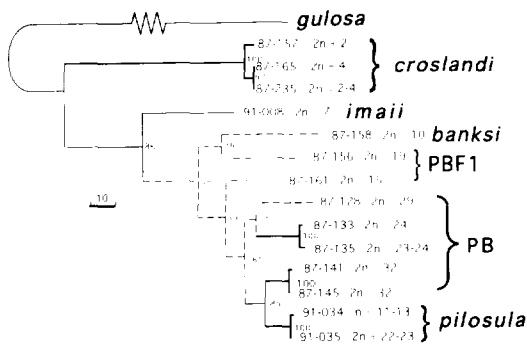 gulosa
87-157 2n = 2
100
87-165 2n = 4
87-235 2n = 2-4
croslandi
91-008 2n 7
imaii
87-158 2n 10
banksi
87-156 2n 19
PBF1
87-161 2n 15
10
87-128 2n 29
87-133 2n 24
100
87-135 2n 23-24
PB
87-141 2n 32
100
87-145 2n 32
91-034 n = 11-13
100
91-035 2n = 22-23
pilosula